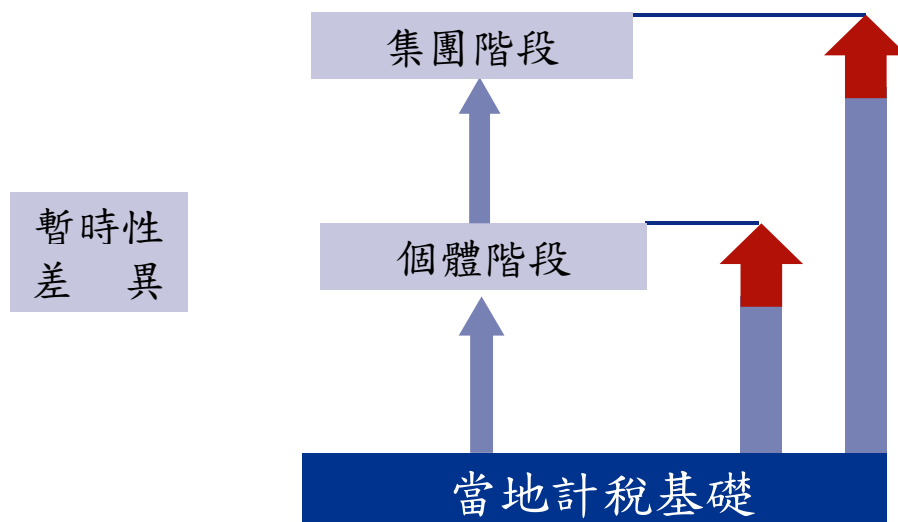 集團階段
暫時性
差 異
個體階段
當地計稅基礎